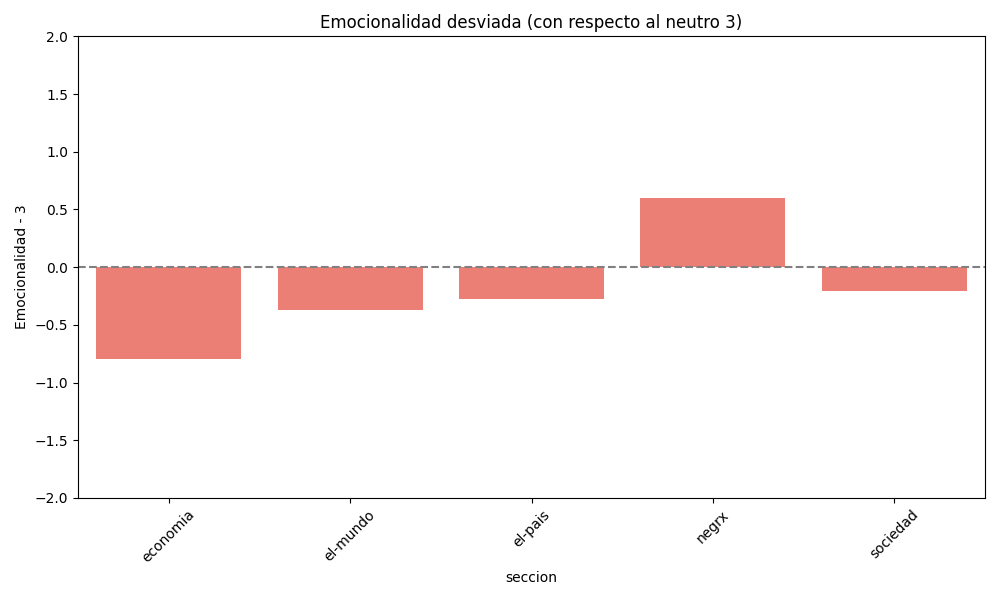 Emocionalidad desviada (con respecto al neutro 3)
2.0
1.5
1.0
0.5
0.0
−0.5
−1.0
−1.5
−2.0
Emocionalidad - 3
economia
el-mundo
el-pais
negrx
sociedad
seccion